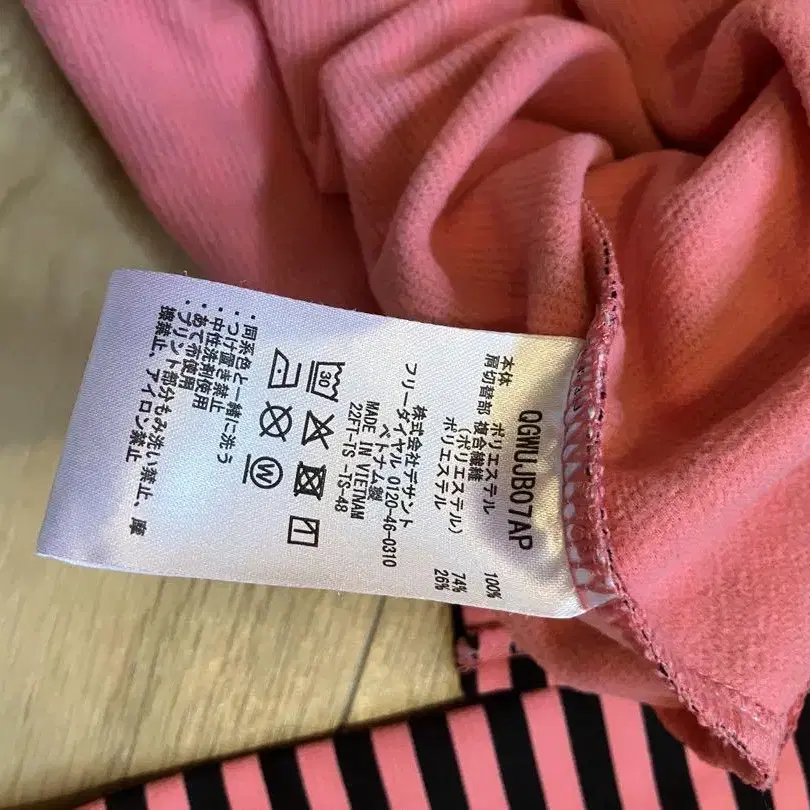 QGWUJB07AP
本体 ポリエステル 100%
肩切替部 複合繊維
(ポリエステル) 74%
ポリエステル 26%
株式会社デサント
フリーダイヤル 0120-46-0310
ベトナム製
MADE IN VIETNAM
22FT-TS -TS-48
30
W
・同系色と一緒に洗う
・つけ置き禁止
・中性洗剤使用
・あて布使用
・プリント部分もみ洗い禁止、摩
擦禁止、アイロン禁止